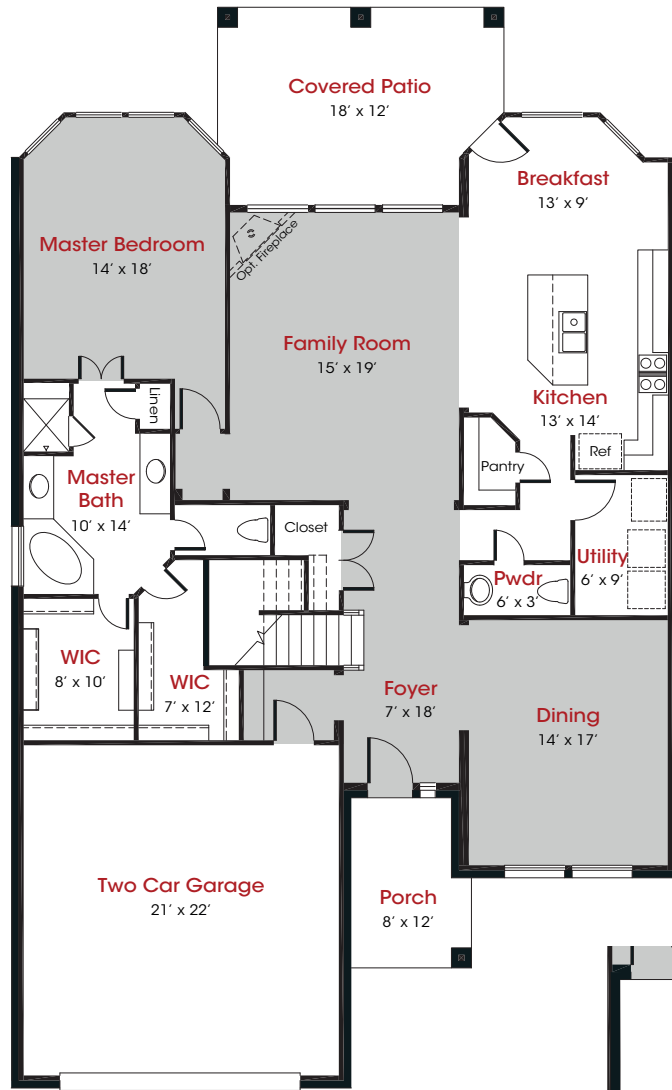 Covered Patio
18' x 12'
Breakfast
13' x 9'
Master Bedroom
14' x 18'
Opt. Fireplace
Family Room
15' x 19'
Kitchen
13' x 14'
Linen
Ref
Pantry
Master
Bath
10' x 14'
Closet
Utility
6' x 9'
Pwdr
6' x 3'
WIC
8' x 10'
WIC
7' x 12'
Foyer
7' x 18'
Dining
14' x 17'
Two Car Garage
21' x 22'
Porch
8' x 12'